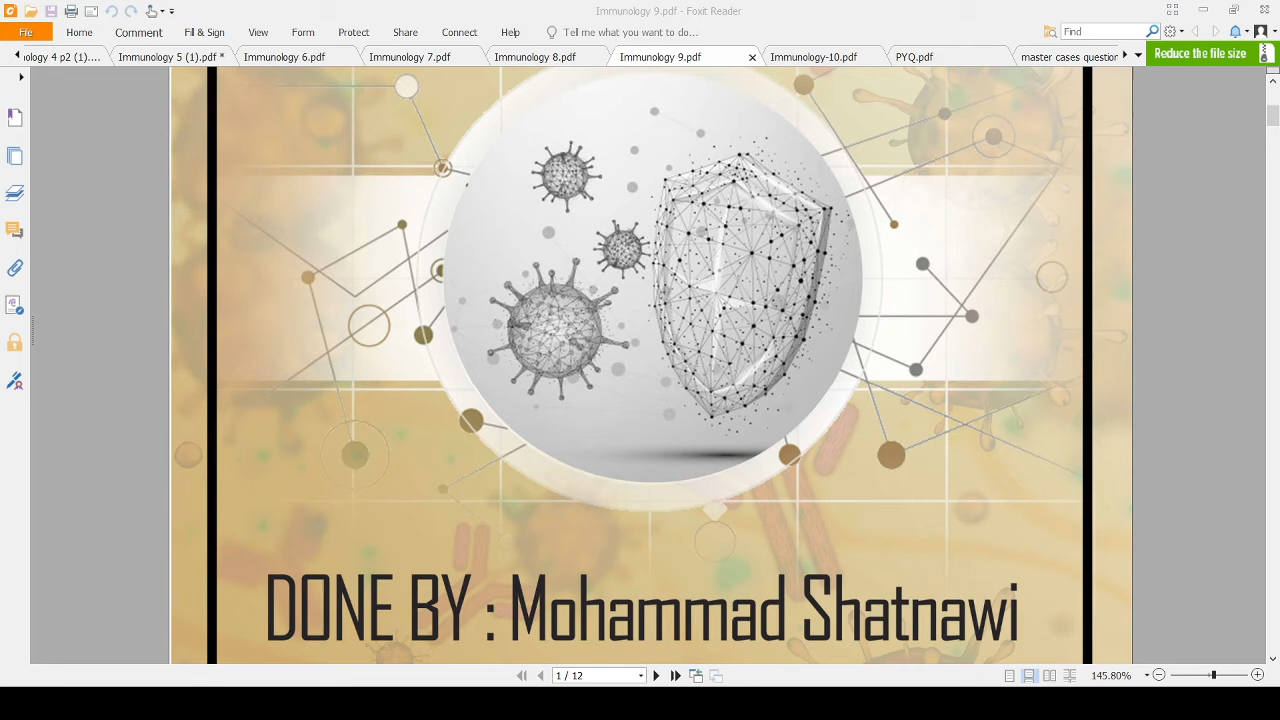 Immunology 9.pdf - Foxit Reader
File Home Comment Fill & Sign View Form Protect Share Connect Help Tell me what you want to do... Find
ology 4 p2 (1).... Immunology 5 (1).pdf * Immunology 6.pdf Immunology 7.pdf Immunology 8.pdf Immunology 9.pdf Immunology-10.pdf PYQ.pdf master cases question Reduce the file size
DONE BY : Mohammad Shatnawi
1 / 12 145.80%